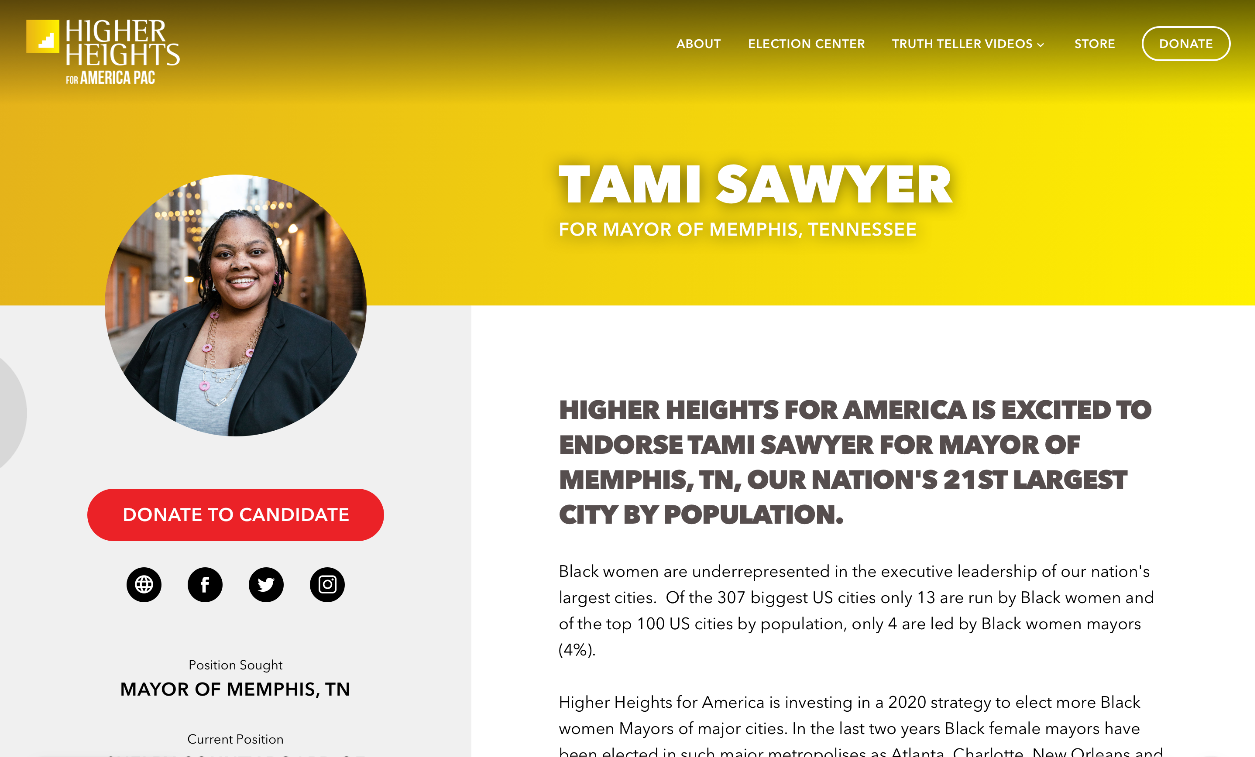 HIGHER
HEIGHTS
FOR AMERICA PAC
ABOUT
ELECTION CENTER
TRUTH TELLER VIDEOS
STORE
DONATE
TAMI SAWYER
FOR MAYOR OF MEMPHIS, TENNESSEE
DONATE TO CANDIDATE
Position Sought
MAYOR OF MEMPHIS, TN
Current Position
HIGHER HEIGHTS FOR AMERICA IS EXCITED TO
ENDORSE TAMI SAWYER FOR MAYOR OF
MEMPHIS, TN, OUR NATION'S 21ST LARGEST
CITY BY POPULATION.
Black women are underrepresented in the executive leadership of our nation's
largest cities.  Of the 307 biggest US cities only 13 are run by Black women and
of the top 100 US cities by population, only 4 are led by Black women mayors
(4%).
Higher Heights for America is investing in a 2020 strategy to elect more Black
women Mayors of major cities. In the last two years Black female mayors have
been elected in such major metropolises as Atlanta, Charlotte, New Orleans and